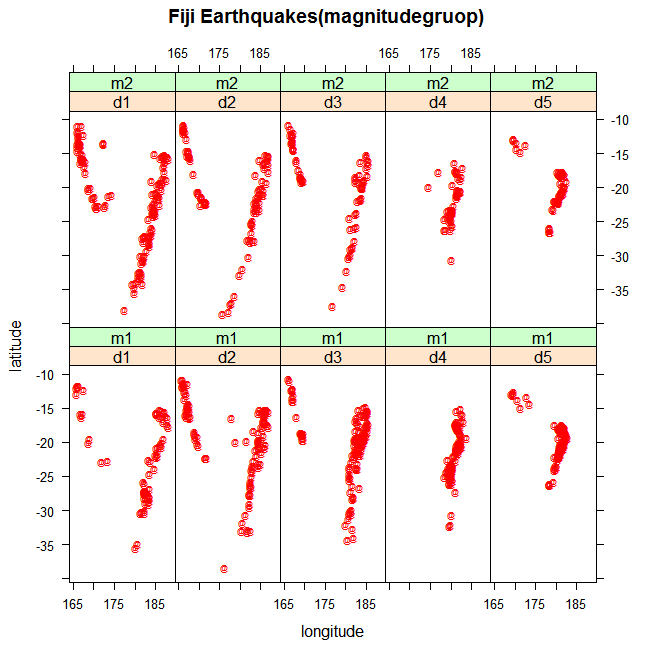 Fiji Earthquakes(magnitudegruop)
165 175 185 165 175 185
m2 m2 m2 m2 m2
d1 d2 d3 d4 d5
-10
-15
-20
-25
-30
-35
latitude
m1 m1 m1 m1 m1
d1 d2 d3 d4 d5
-10
-15
-20
-25
-30
-35
165 175 185 165 175 185 165 175 185
longitude